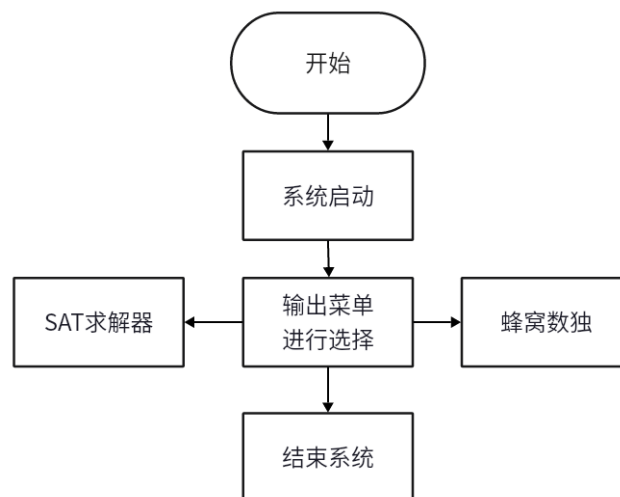 开始
系统启动
SAT求解器
输出菜单
进行选择
蜂窝数独
结束系统